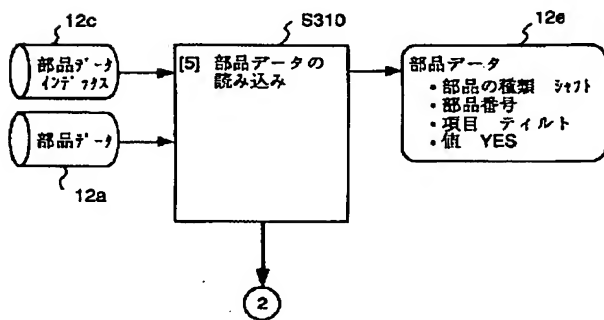 12c
S310
12e
部品データ
インデックス
[5] 部品データの
読み込み
部品データ
・部品の種類 シャフト
・部品番号
・項目 ティルト
・値 YES
部品データ
12a
2